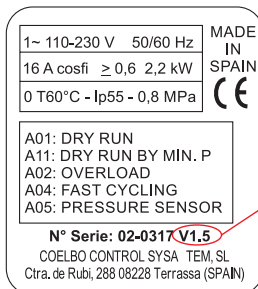 1~ 110-230 V 50/60 Hz
16 A cosfi ≥ 0,6 2,2 kW
0 T60°C - Ip55 - 0,8 MPa
MADE
IN
SPAIN
CE
A01: DRY RUN
A11: DRY RUN BY MIN. P
A02: OVERLOAD
A04: FAST CYCLING
A05: PRESSURE SENSOR
N° Serie: 02-0317 V1.5
COELBO CONTROL SYSA TEM, SL
Ctra. de Rubi, 288 08228 Terrassa (SPAIN)